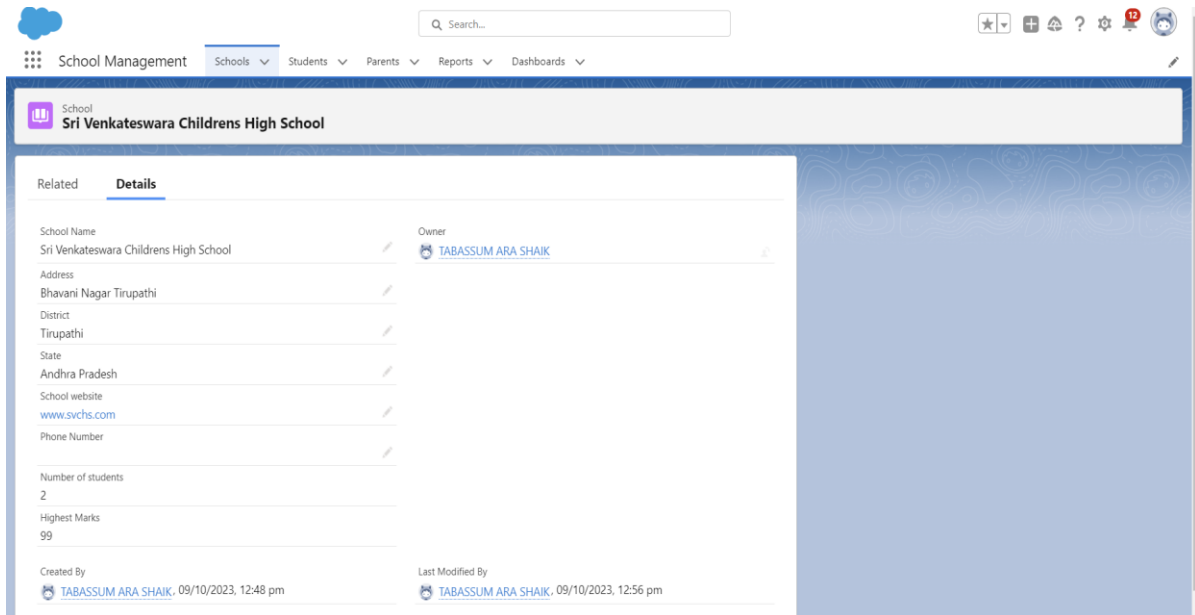 Search...
12
School Management Schools Students Parents Reports Dashboards
School
Sri Venkateswara Childrens High School
Related Details
School Name
Sri Venkateswara Childrens High School
Owner
TABASSUM ARA SHAIK
Address
Bhavani Nagar Tirupathi
District
Tirupathi
State
Andhra Pradesh
School website
www.svchs.com
Phone Number
Number of students
2
Highest Marks
99
Created By
TABASSUM ARA SHAIK, 09/10/2023, 12:48 pm
Last Modified By
TABASSUM ARA SHAIK, 09/10/2023, 12:56 pm